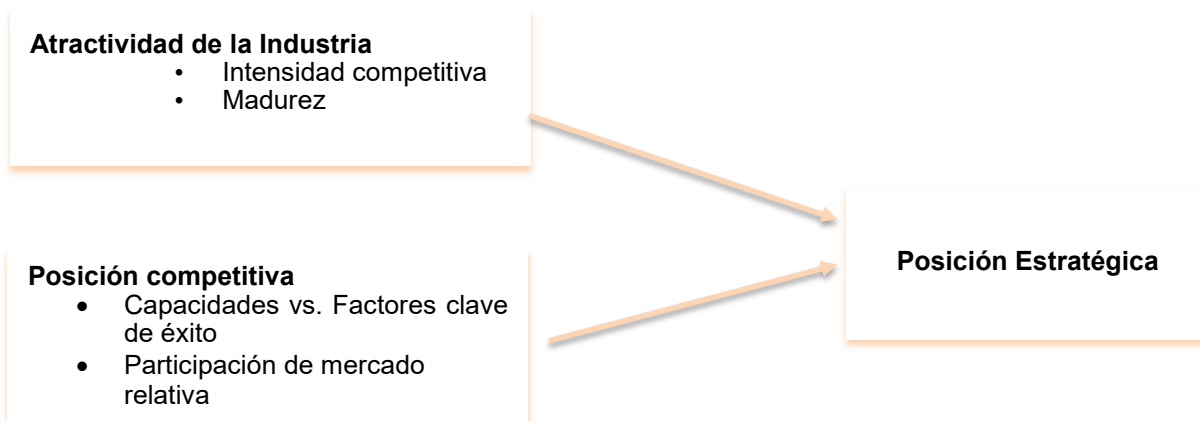 Atractividad de la Industria
• Intensidad competitiva
• Madurez
Posición competitiva
• Capacidades vs. Factores clave
de éxito
• Participación de mercado
relativa
Posición Estratégica